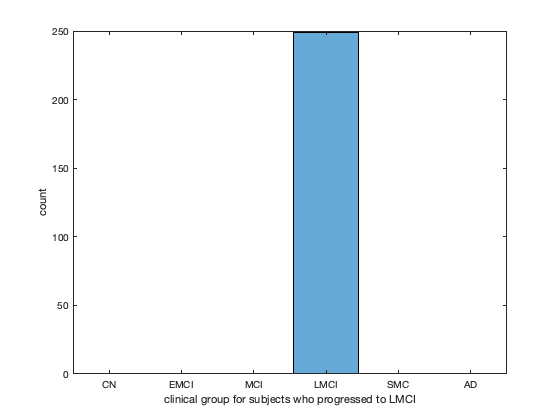 250
200
150
100
50
0
count
CN EMCI MCI LMCI SMC AD
clinical group for subjects who progressed to LMCI